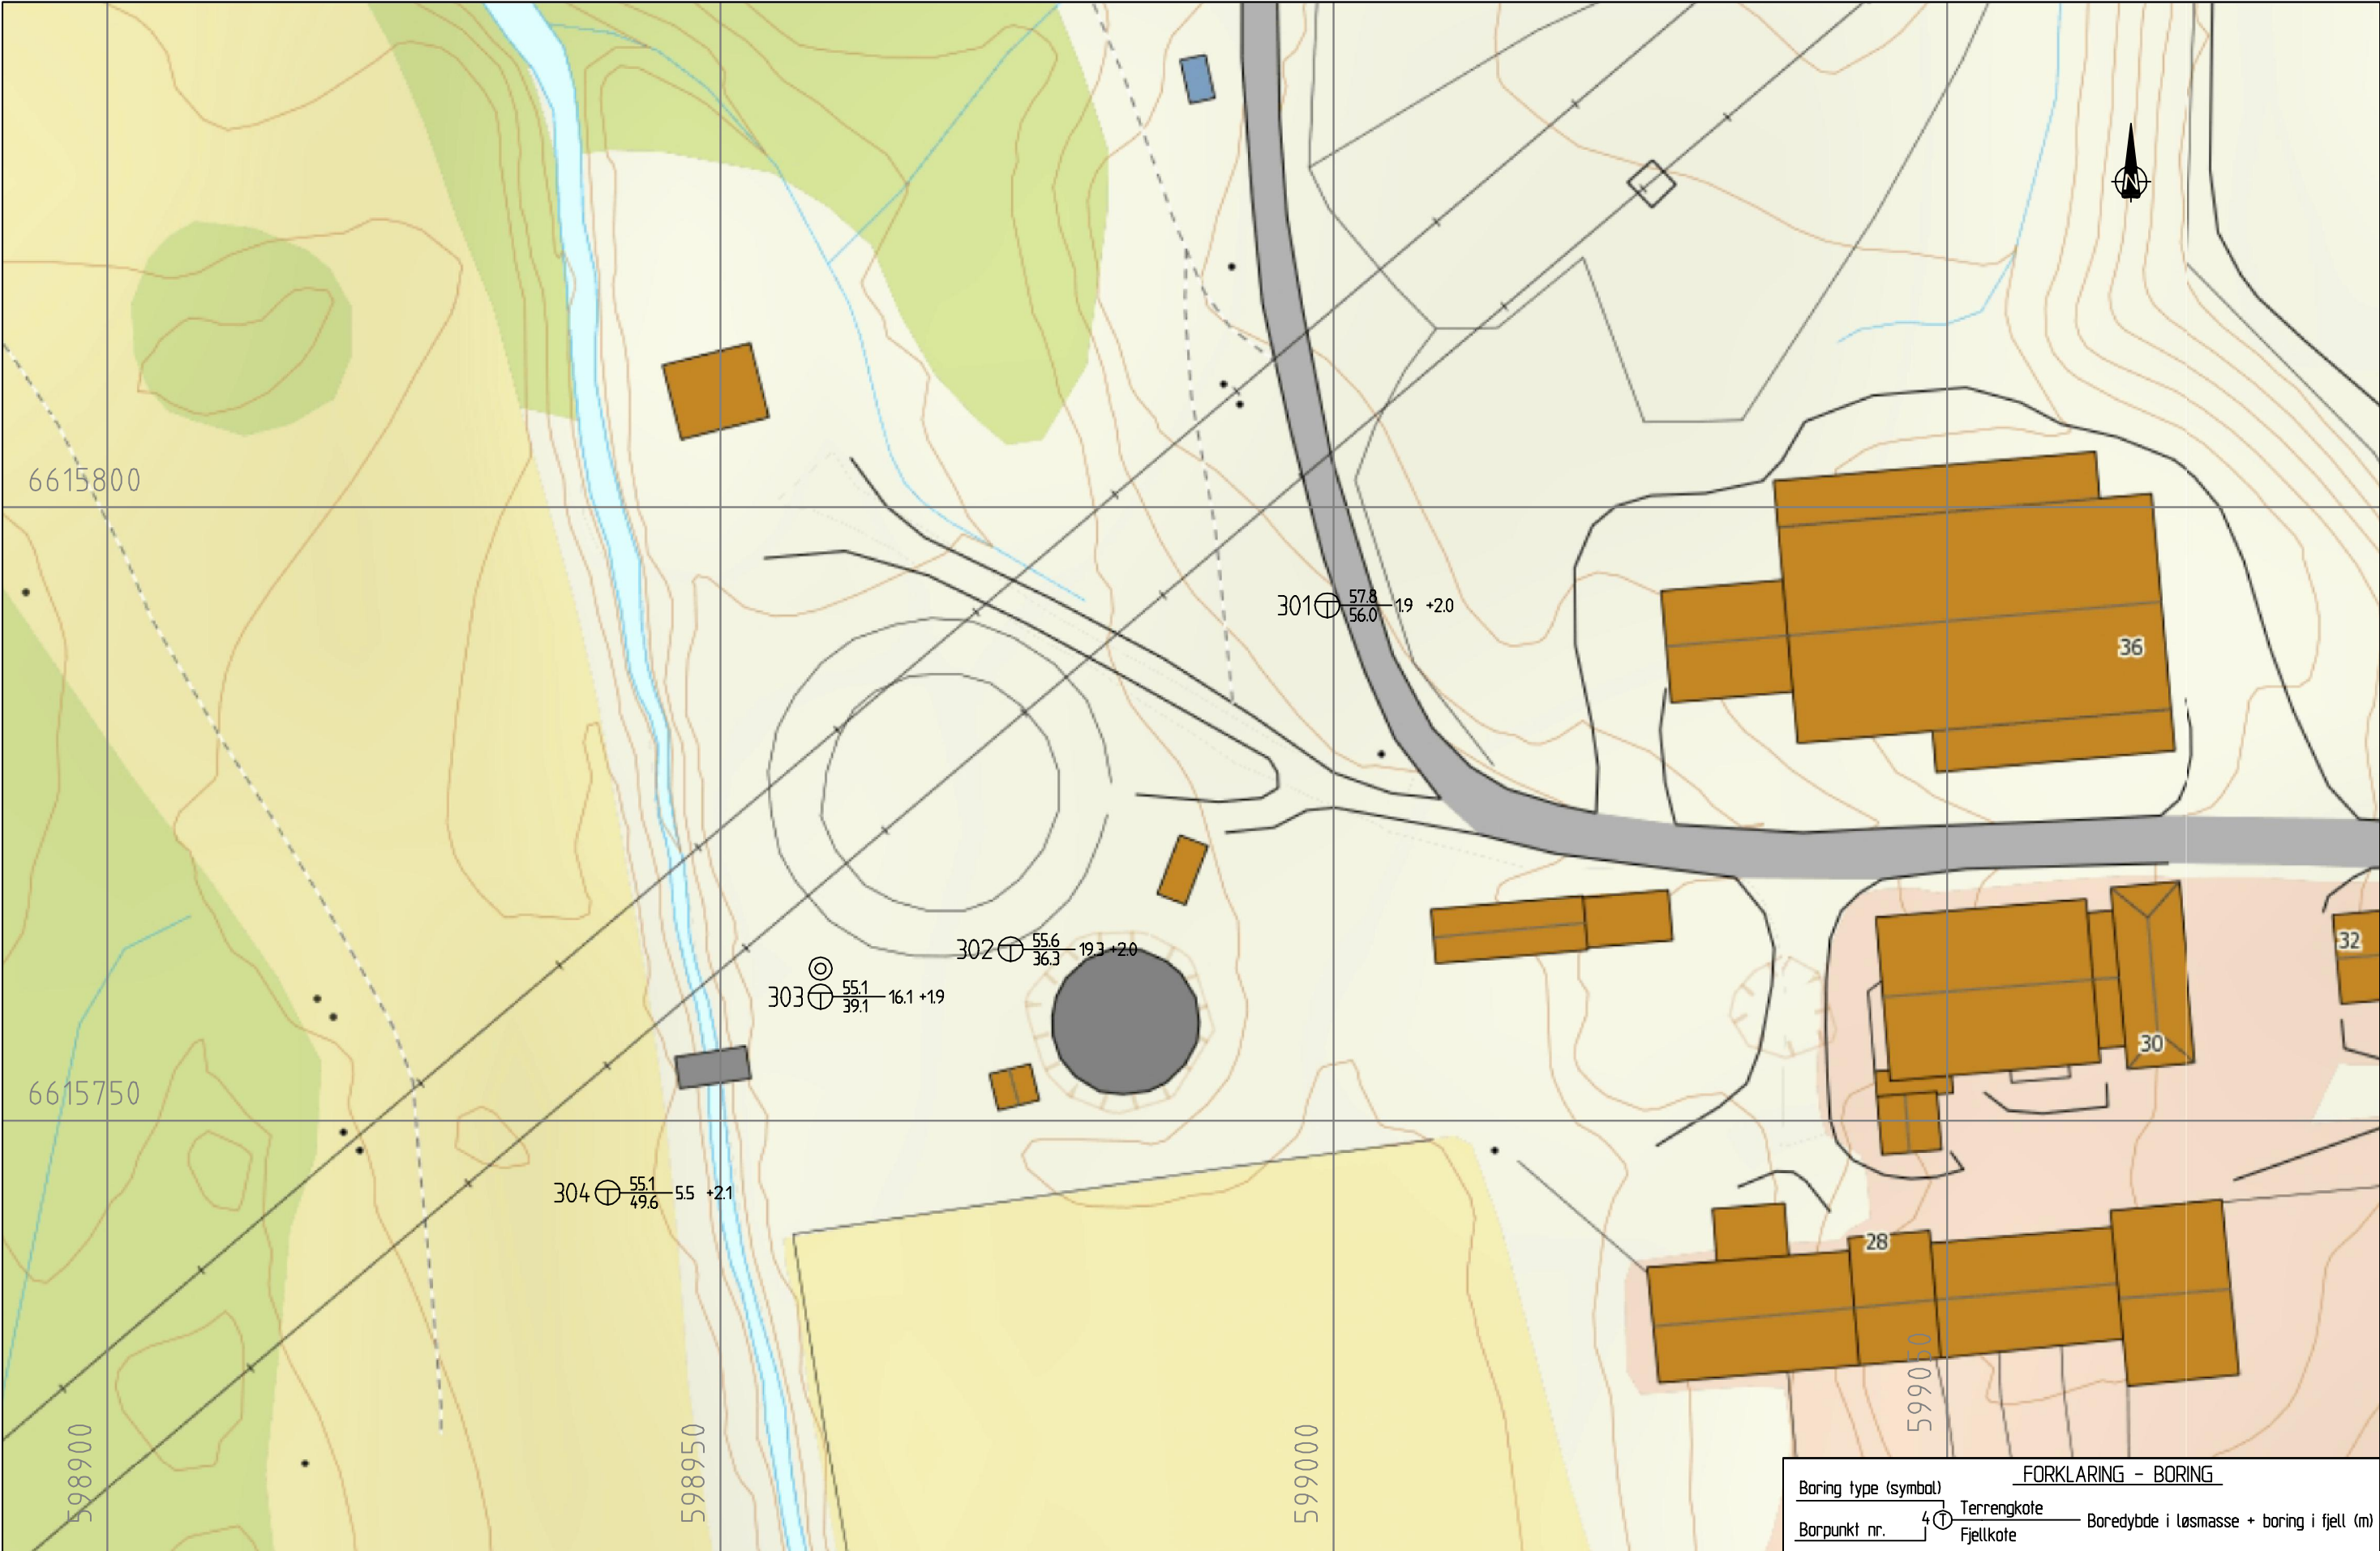 N
6615800
301 57.8 1.9 +2.0
56.0
36
302 55.6 19.3 +2.0
36.3
32
303 55.1 16.1 +1.9
39.1
30
6615750
304 55.1 5.5 +2.1
49.6
28
598900
598950
599000
599050
FORKLARING - BORING
Boring type (symbol)
Terrengkote
4 T Boredybde i løsmasse + boring i fjell (m)
Borpunkt nr.
Fjellkote